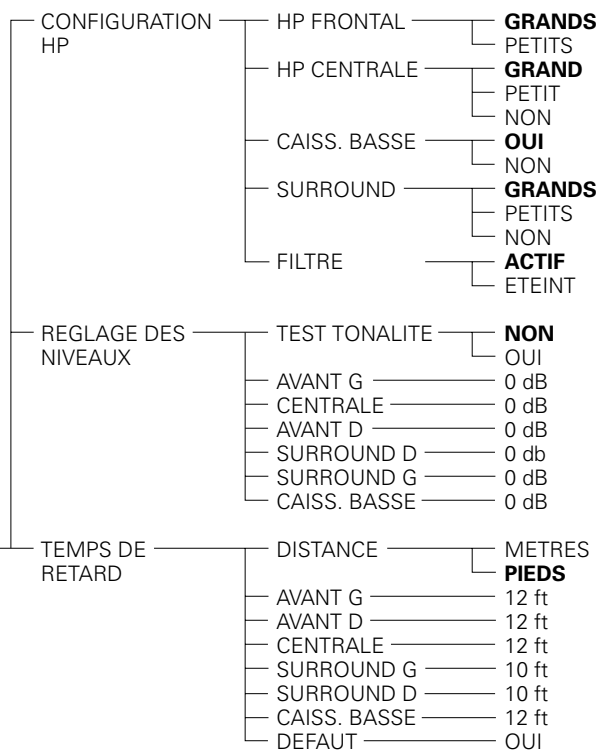 CONFIGURATION HP FRONTAL GRANDS
HP PETITS
HP CENTRALE GRAND
PETIT
NON
CAISS. BASSE OUI
NON
SURROUND GRANDS
PETITS
NON
FILTRE ACTIF
ETEINT
REGLAGE DES TEST TONALITE NON
NIVEAUX OUI
AVANT G 0 dB
CENTRALE 0 dB
AVANT D 0 dB
SURROUND D 0 db
SURROUND G 0 dB
CAISS. BASSE 0 dB
TEMPS DE DISTANCE METRES
RETARD PIEDS
AVANT G 12 ft
AVANT D 12 ft
CENTRALE 12 ft
SURROUND G 10 ft
SURROUND D 10 ft
CAISS. BASSE 12 ft
DEFAUT OUI